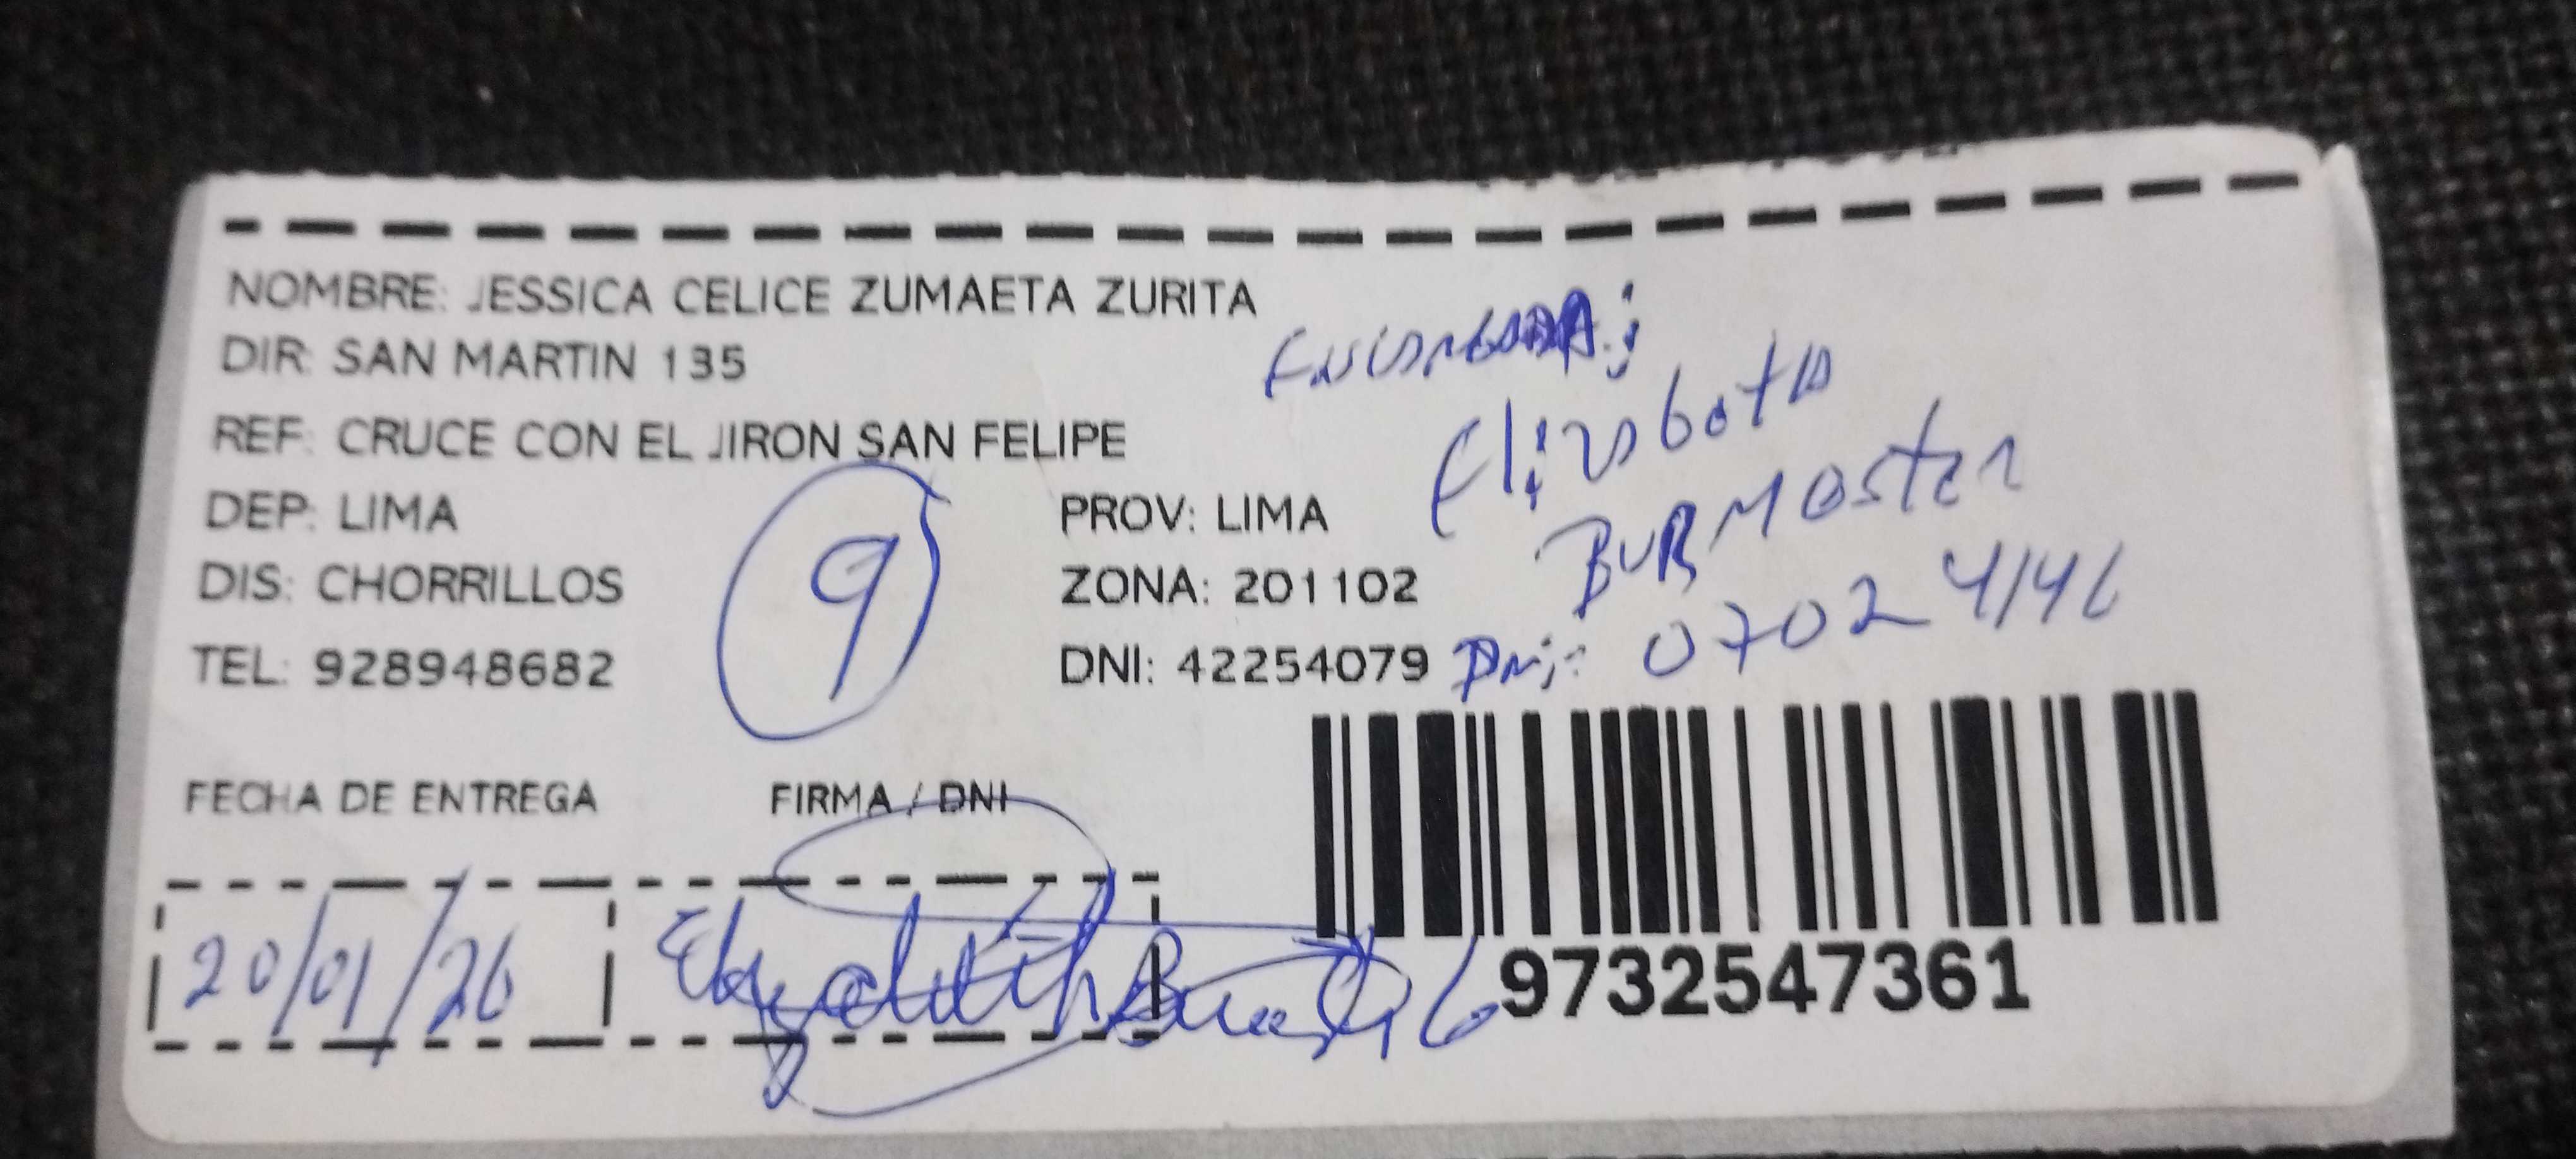 NOMBRE: JESSICA CELICE ZUMAETA ZURITA
DIR: SAN MARTIN 135
REF: CRUCE CON EL JIRON SAN FELIPE
DEP: LIMA PROV: LIMA
DIS: CHORRILLOS ZONA: 201102
TEL: 928948682 DNI: 42254079
9
Elizabeth
BURMESTER
DNI: 07024146
FECHA DE ENTREGA FIRMA / DNI
20/01/26
9732547361